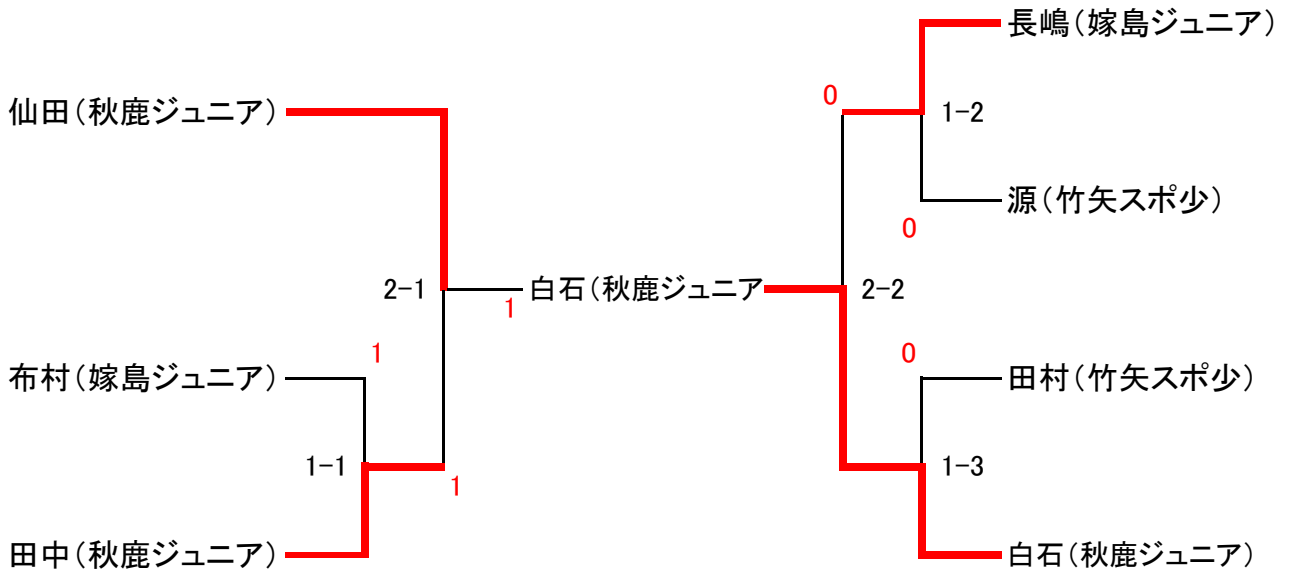 長嶋（嫁島ジュニア）
0
仙田（秋鹿ジュニア）
1-2
源（竹矢スポ少）
0
2-1
白石（秋鹿ジュニア
2-2
1
1
0
布村（嫁島ジュニア）
田村（竹矢スポ少）
1-1
1-3
1
田中（秋鹿ジュニア）
白石（秋鹿ジュニア）